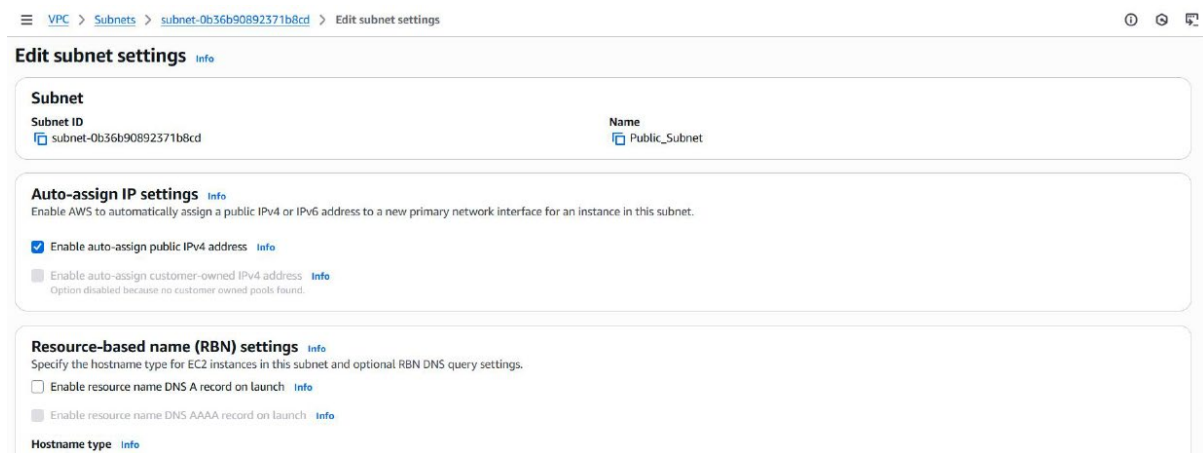 VPC > Subnets > subnet-0b36b90892371b8cd > Edit subnet settings
Edit subnet settings Info
Subnet
Subnet ID
subnet-0b36b90892371b8cd
Name
Public_Subnet
Auto-assign IP settings Info
Enable AWS to automatically assign a public IPv4 or IPv6 address to a new primary network interface for an instance in this subnet.
Enable auto-assign public IPv4 address Info
Enable auto-assign customer-owned IPv4 address Info
Option disabled because no customer owned pools found.
Resource-based name (RBN) settings Info
Specify the hostname type for EC2 instances in this subnet and optional RBN DNS query settings.
Enable resource name DNS A record on launch Info
Enable resource name DNS AAAA record on launch Info
Hostname type Info